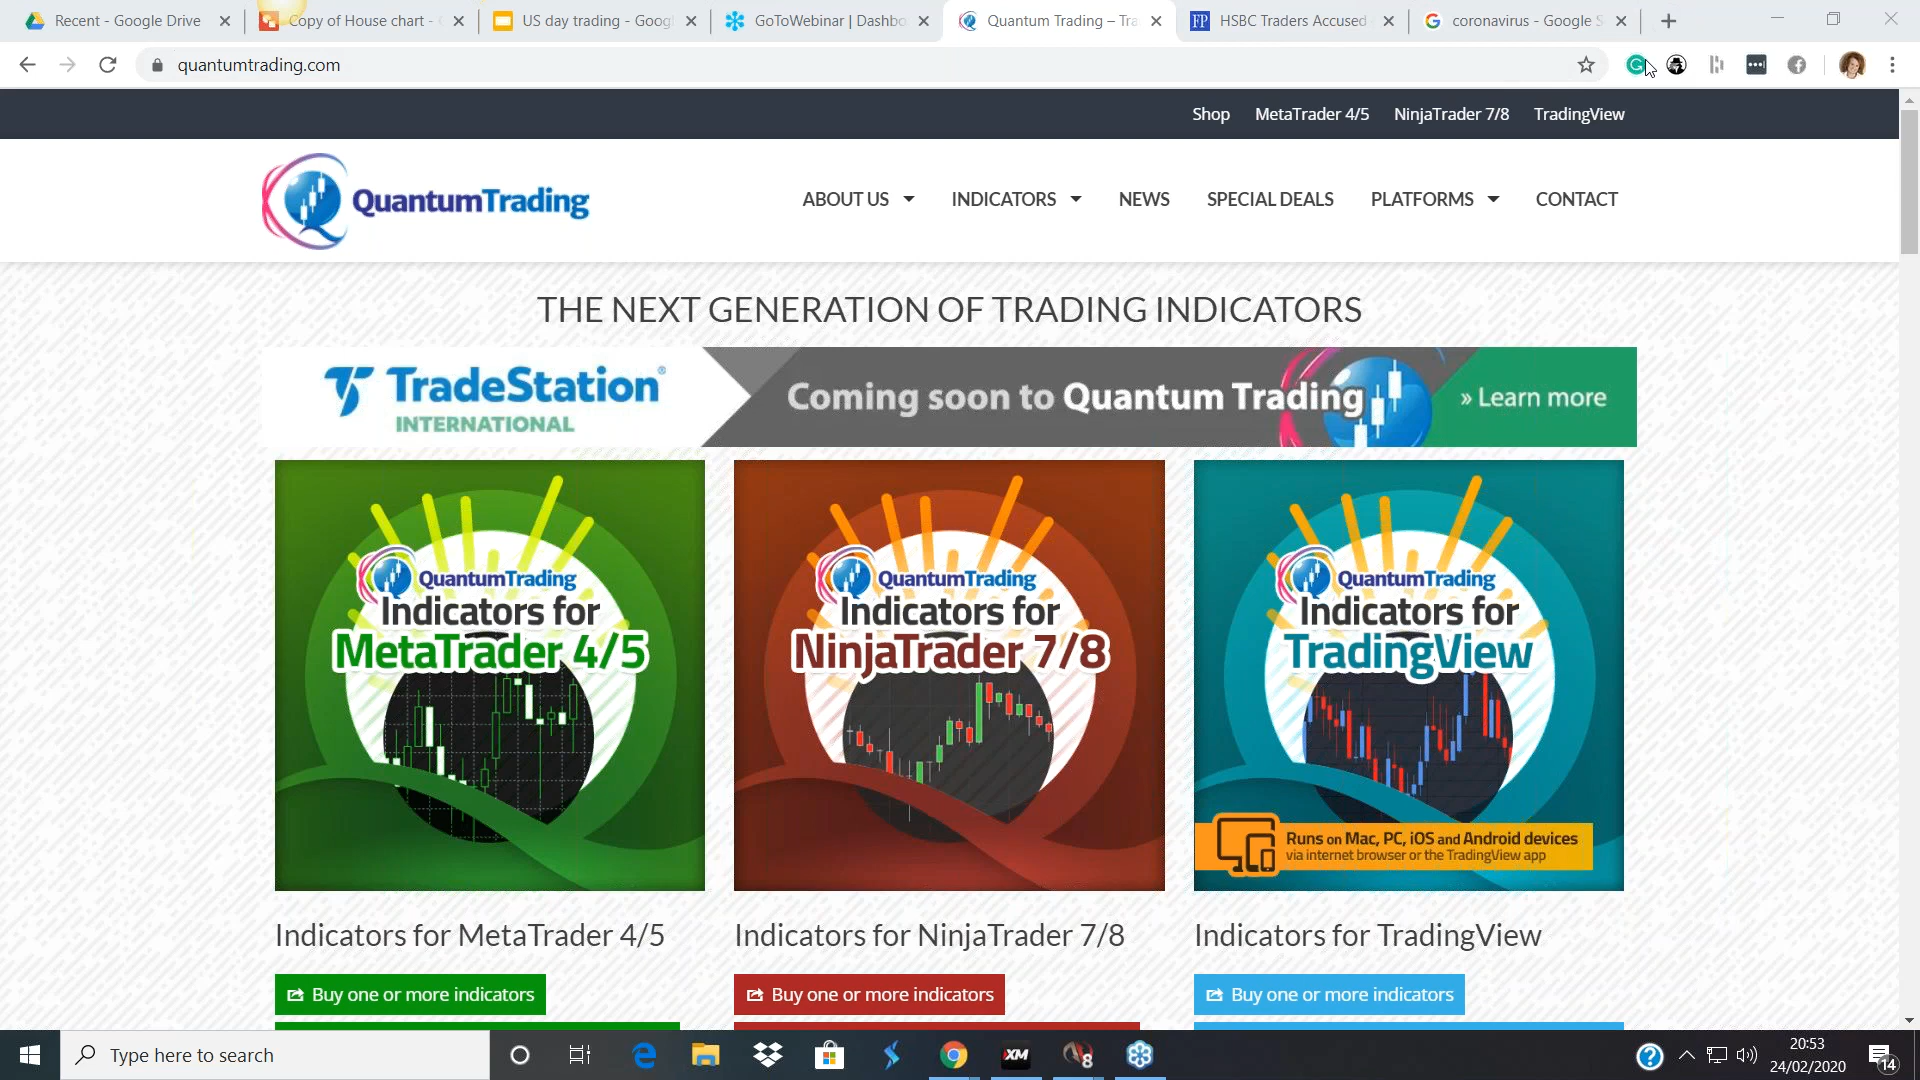 Recent - Google Drive
Copy of House chart -
US day trading - Goog
GoToWebinar | Dashbo
Quantum Trading – Tra
HSBC Traders Accused
coronavirus - Google S
quantumtrading.com
Shop MetaTrader 4/5 NinjaTrader 7/8 TradingView
QuantumTrading
ABOUT US INDICATORS NEWS SPECIAL DEALS PLATFORMS CONTACT
THE NEXT GENERATION OF TRADING INDICATORS
TradeStation®
INTERNATIONAL
Coming soon to Quantum Trading
» Learn more
QuantumTrading
Indicators for
MetaTrader 4/5
QuantumTrading
Indicators for
NinjaTrader 7/8
QuantumTrading
Indicators for
TradingView
Runs on Mac, PC, iOS and Android devices
via internet browser or the TradingView app
Indicators for MetaTrader 4/5
Indicators for NinjaTrader 7/8
Indicators for TradingView
Buy one or more indicators
Buy one or more indicators
Buy one or more indicators
Type here to search
XM
8
20:53
24/02/2020
14